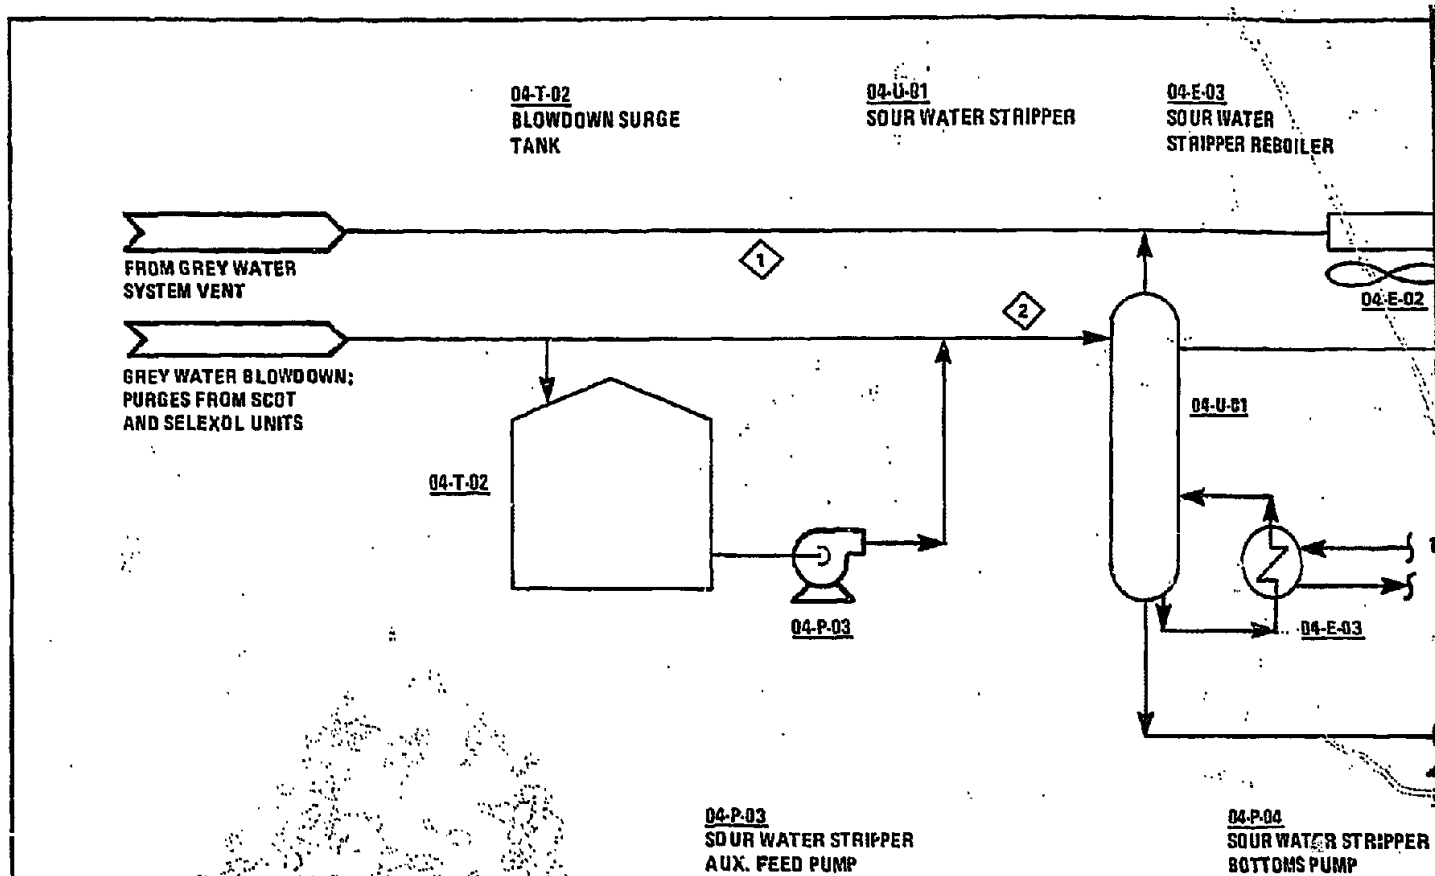 04-T-02
BLOWDOWN SURGE
TANK
04-U-01
SOUR WATER STRIPPER
04-E-03
SOUR WATER
STRIPPER REBOILER
FROM GREY WATER
SYSTEM VENT
1
2
04-E-02
GREY WATER BLOWDOWN;
PURGES FROM SCOT
AND SELEXOL UNITS
04-U-01
04-T-02
04-P-03
04-E-03
04-P-03
SOUR WATER STRIPPER
AUX. FEED PUMP
04-P-04
SOUR WATER STRIPPER
BOTTOMS PUMP